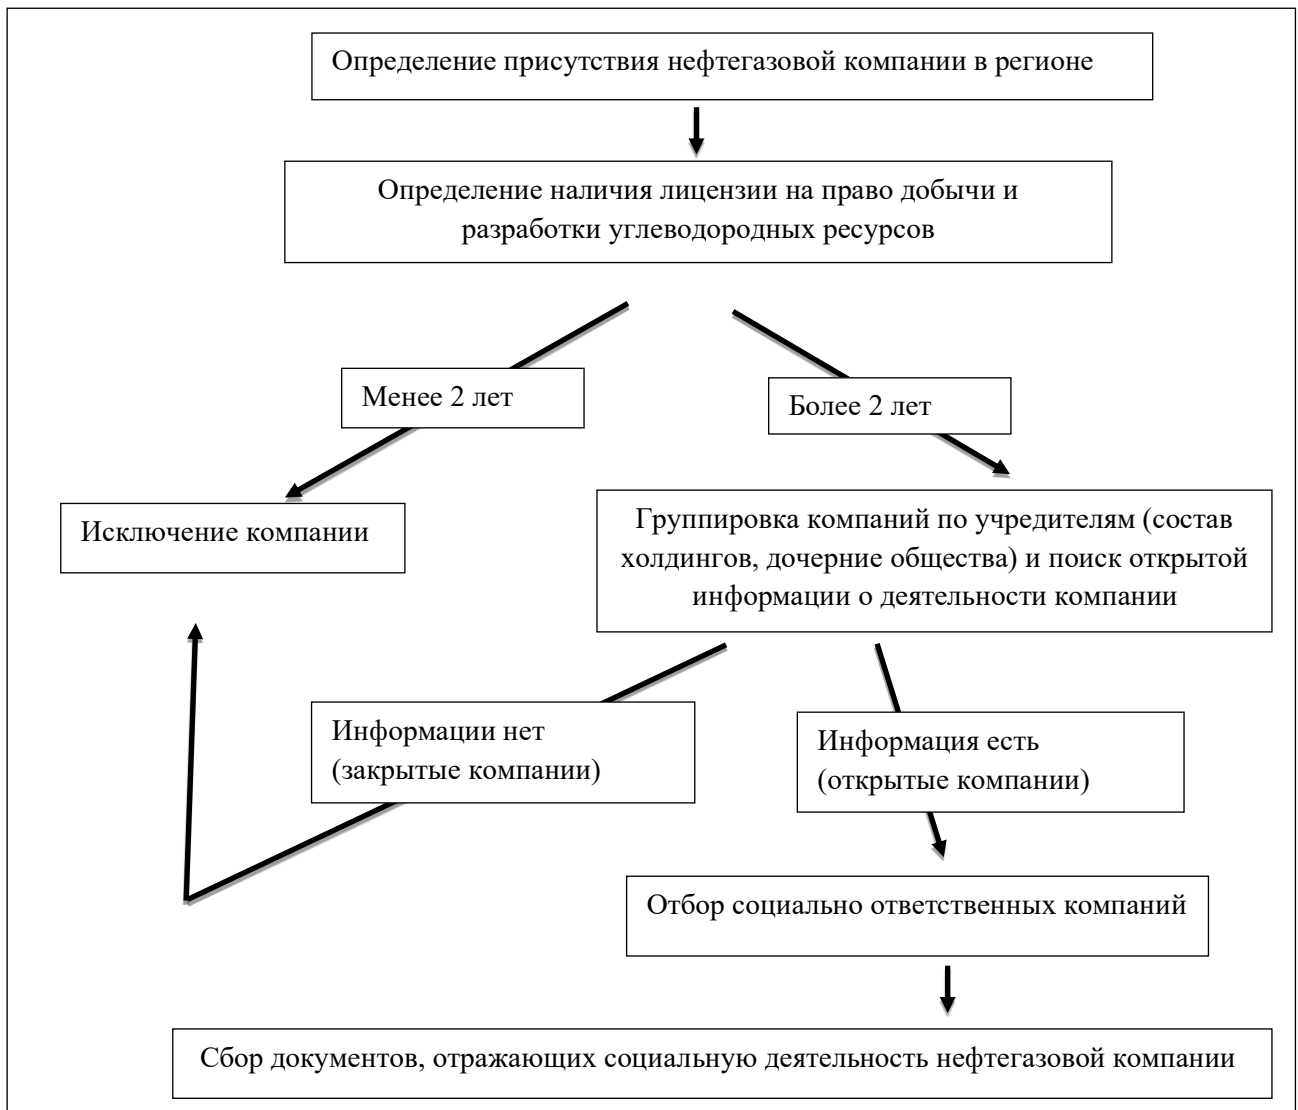 Определение присутствия нефтегазовой компании в регионе
Определение наличия лицензии на право добычи и
разработки углеводородных ресурсов
Менее 2 лет
Более 2 лет
Исключение компании
Группировка компаний по учредителям (состав
холдингов, дочерние общества) и поиск открытой
информации о деятельности компании
Информации нет
(закрытые компании)
Информация есть
(открытые компании)
Отбор социально ответственных компаний
Сбор документов, отражающих социальную деятельность нефтегазовой компании